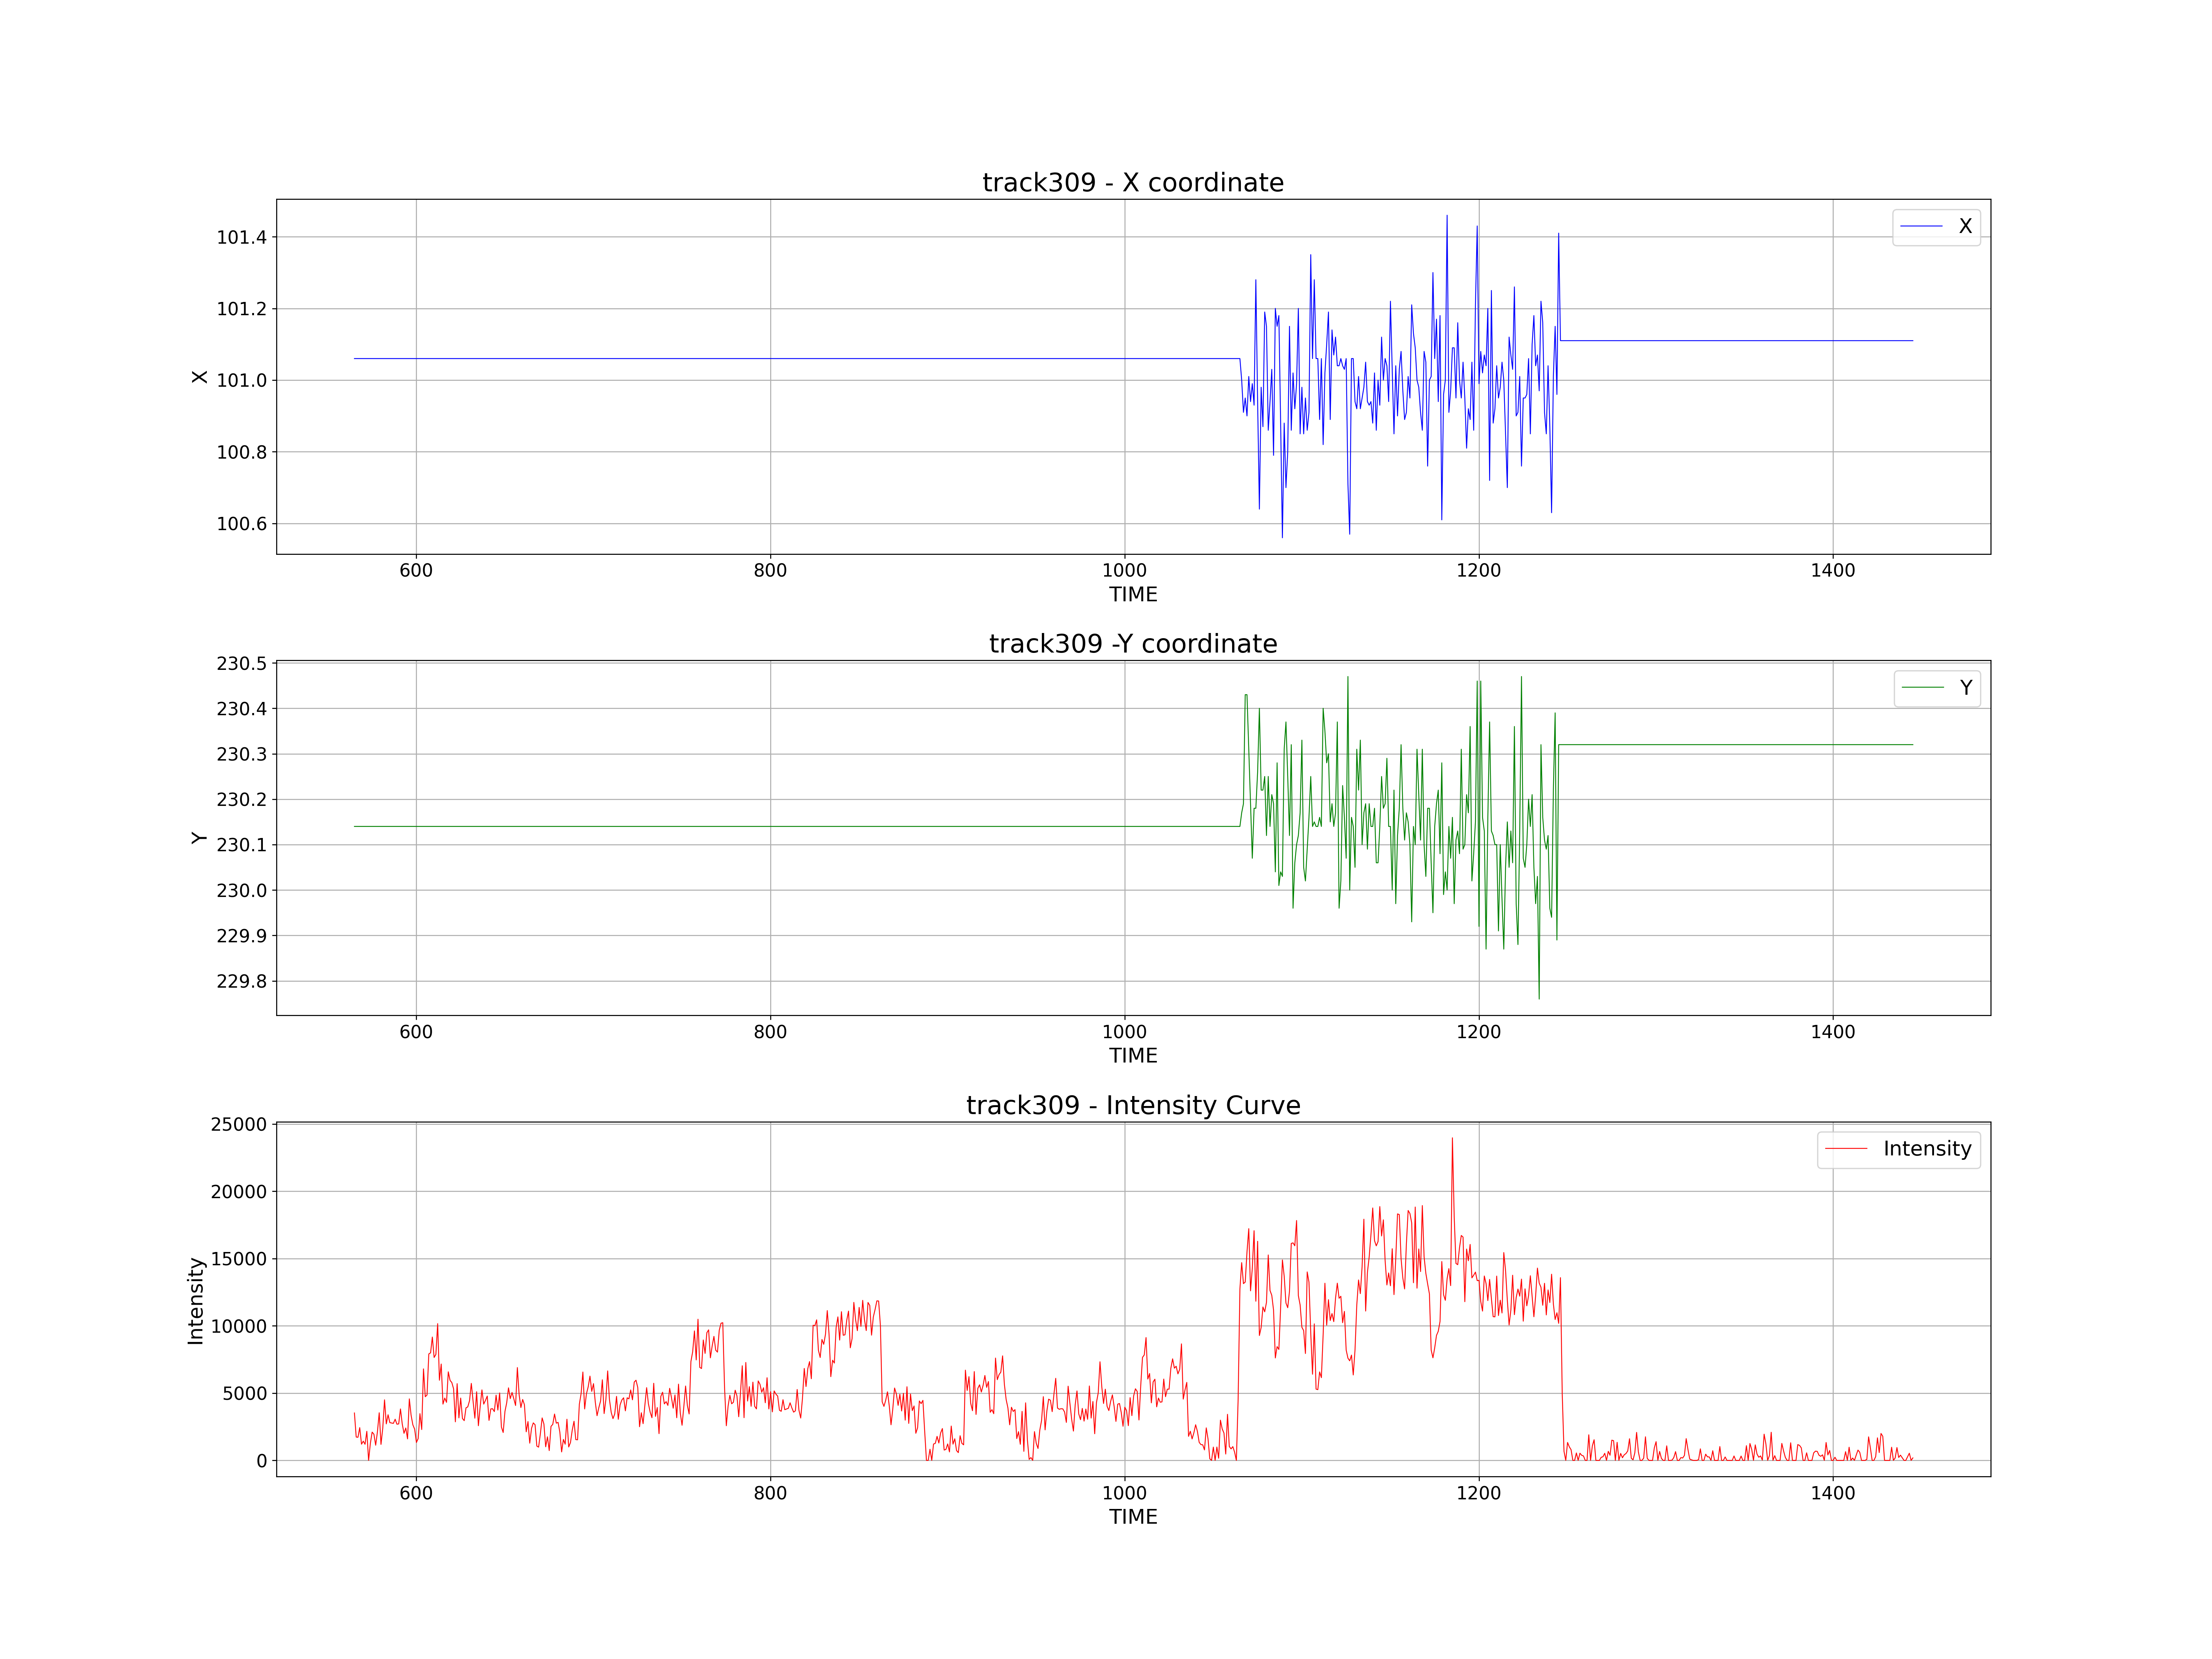 track309 - X coordinate
X
101.4
101.2
101.0
100.8
100.6
X
600 800 1000 1200 1400
TIME
track309 -Y coordinate
Y
230.5
230.4
230.3
230.2
230.1
230.0
229.9
229.8
Y
600 800 1000 1200 1400
TIME
track309 - Intensity Curve
Intensity
25000
20000
15000
10000
5000
0
Intensity
600 800 1000 1200 1400
TIME